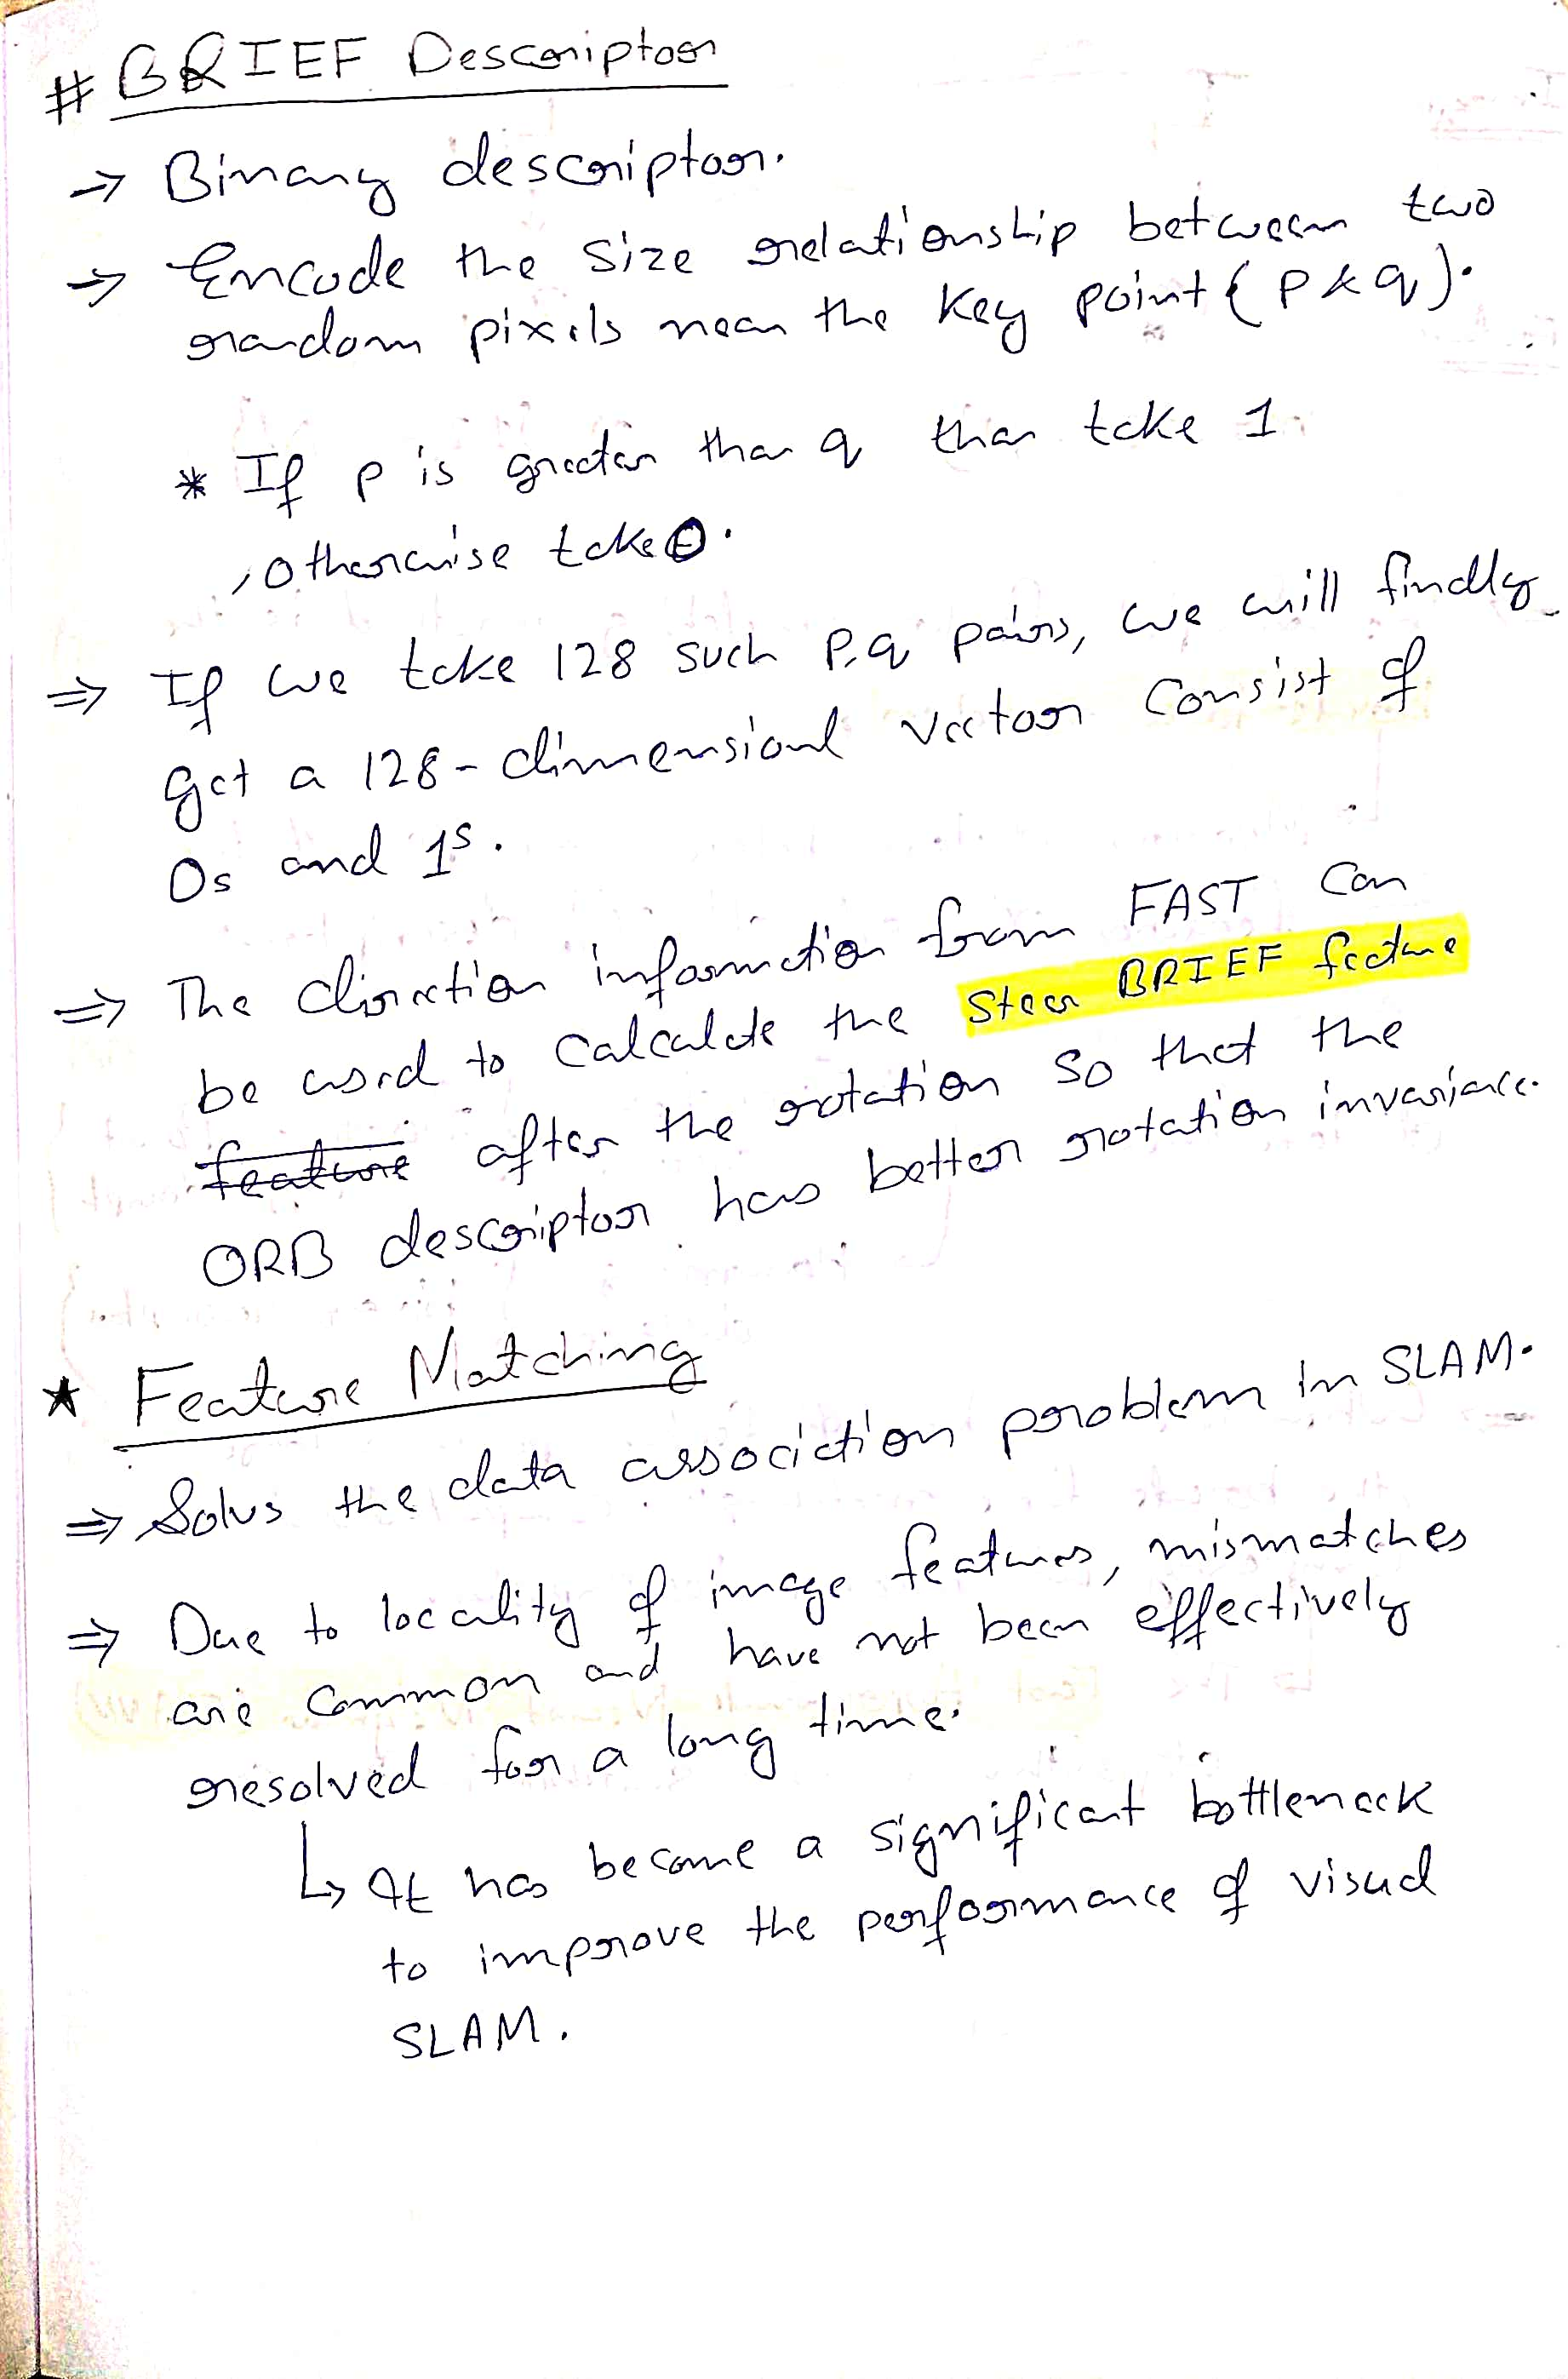 # BRIEF Descriptor
→ Binary descriptor.
→ Encode the size relationship between two
random pixels near the key point ( p & q ).
* If p is greater than q than take 1
, otherwise take 0.
⇒ If we take 128 such p,q pairs, we will finally
get a 128-dimensional vector consist of
0s and 1s.
⇒ The direction information from FAST can
be used to calculate the Steer BRIEF feature
feature after the rotation so that the
ORB descriptor has better rotation invariance.
★ Feature Matching
⇒ Solves the data association problem in SLAM.
⇒ Due to locality of image features, mismatches
are common and have not been effectively
resolved for a long time.
↳ It has become a significant bottleneck
to improve the performance of visual
SLAM.